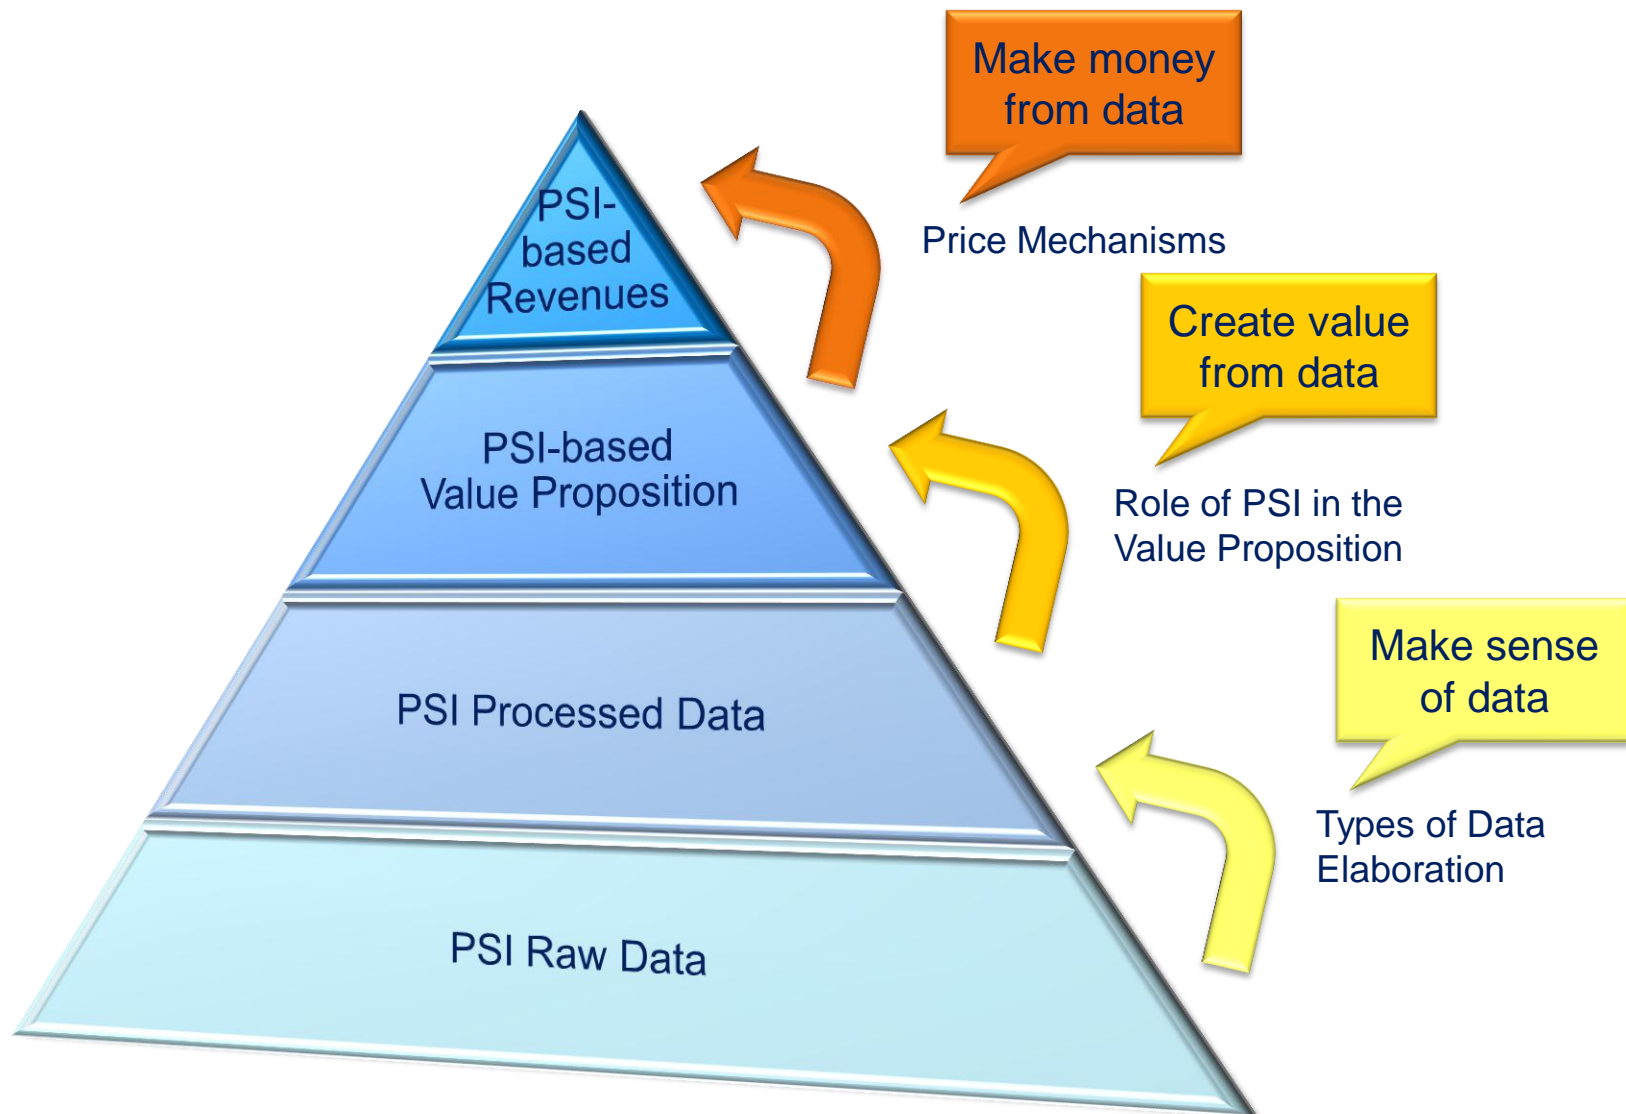 Make money
from data
PSI-
based
Revenues
Price Mechanisms
Create value
from data
PSI-based
Value Proposition
Role of PSI in the
Value Proposition
Make sense
of data
PSI Processed Data
Types of Data
Elaboration
PSI Raw Data